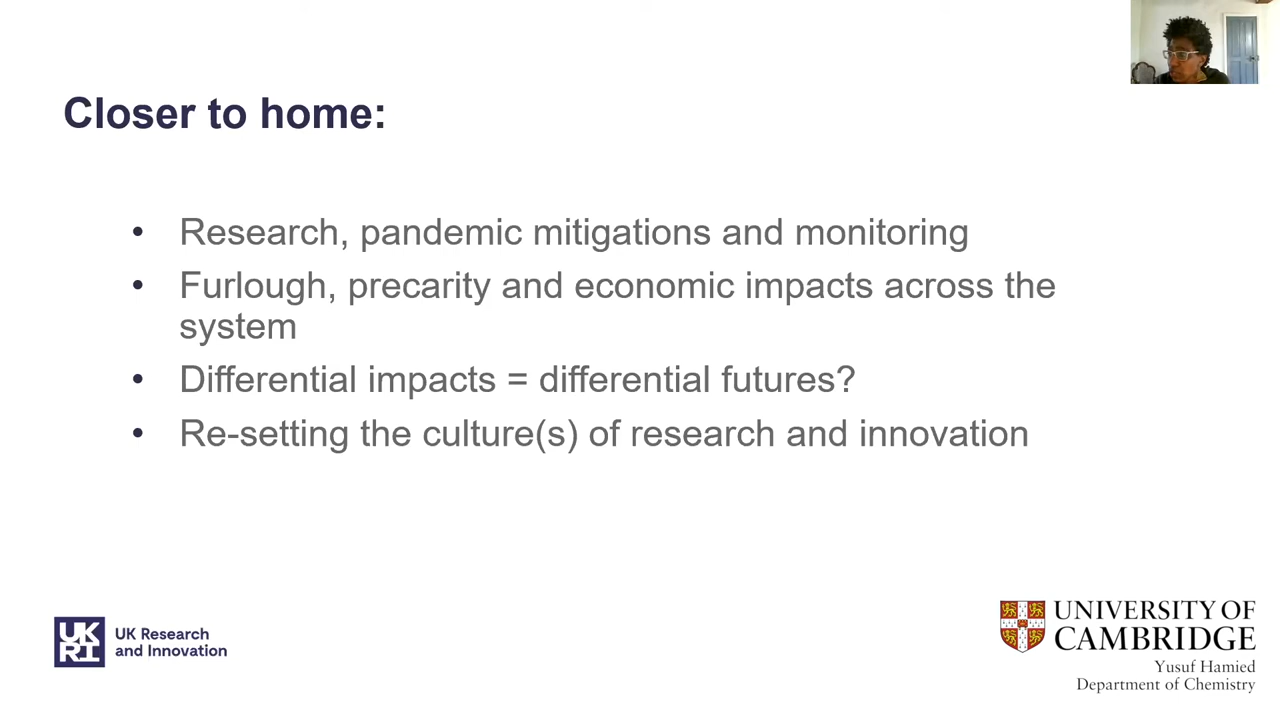 Closer to home:
• Research, pandemic mitigations and monitoring
• Furlough, precarity and economic impacts across the
system
• Differential impacts = differential futures?
• Re-setting the culture(s) of research and innovation
UK
RI
UK Research
and Innovation
UNIVERSITY OF
CAMBRIDGE
Yusuf Hamied
Department of Chemistry